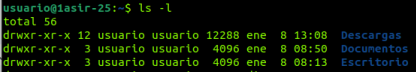 usuario@1asir-25:~$ ls -l
total 56
drwxr-xr-x 12 usuario usuario 12288 ene  8 13:08 Descargas
drwxr-xr-x  3 usuario usuario  4096 ene  8 08:50 Documentos
drwxr-xr-x  3 usuario usuario  4096 ene  8 08:13 Escritorio